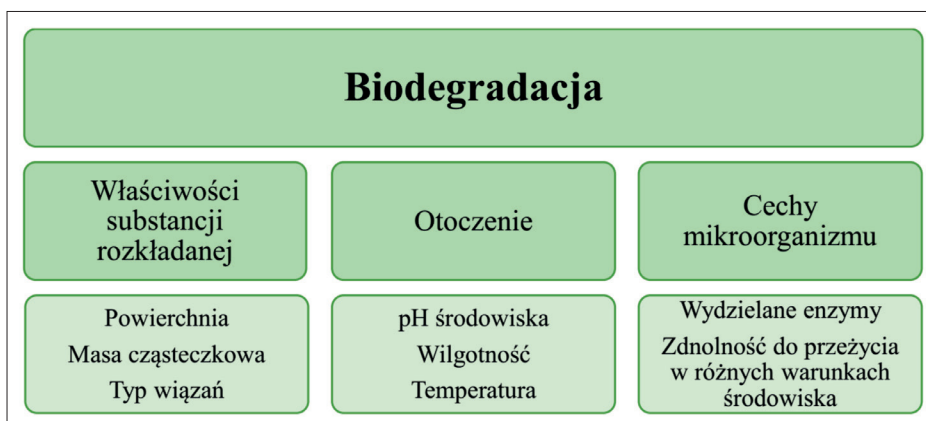 Biodegradacja
Właściwości
substancji
rozkładanej
Otoczenie
Cechy
mikroorganizmu
Powierchnia
Masa cząsteczkowa
Typ wiązań
pH środowiska
Wilgotność
Temperatura
Wydzielane enzymy
Zdnolność do przeżycia
w różnych warunkach
środowiska